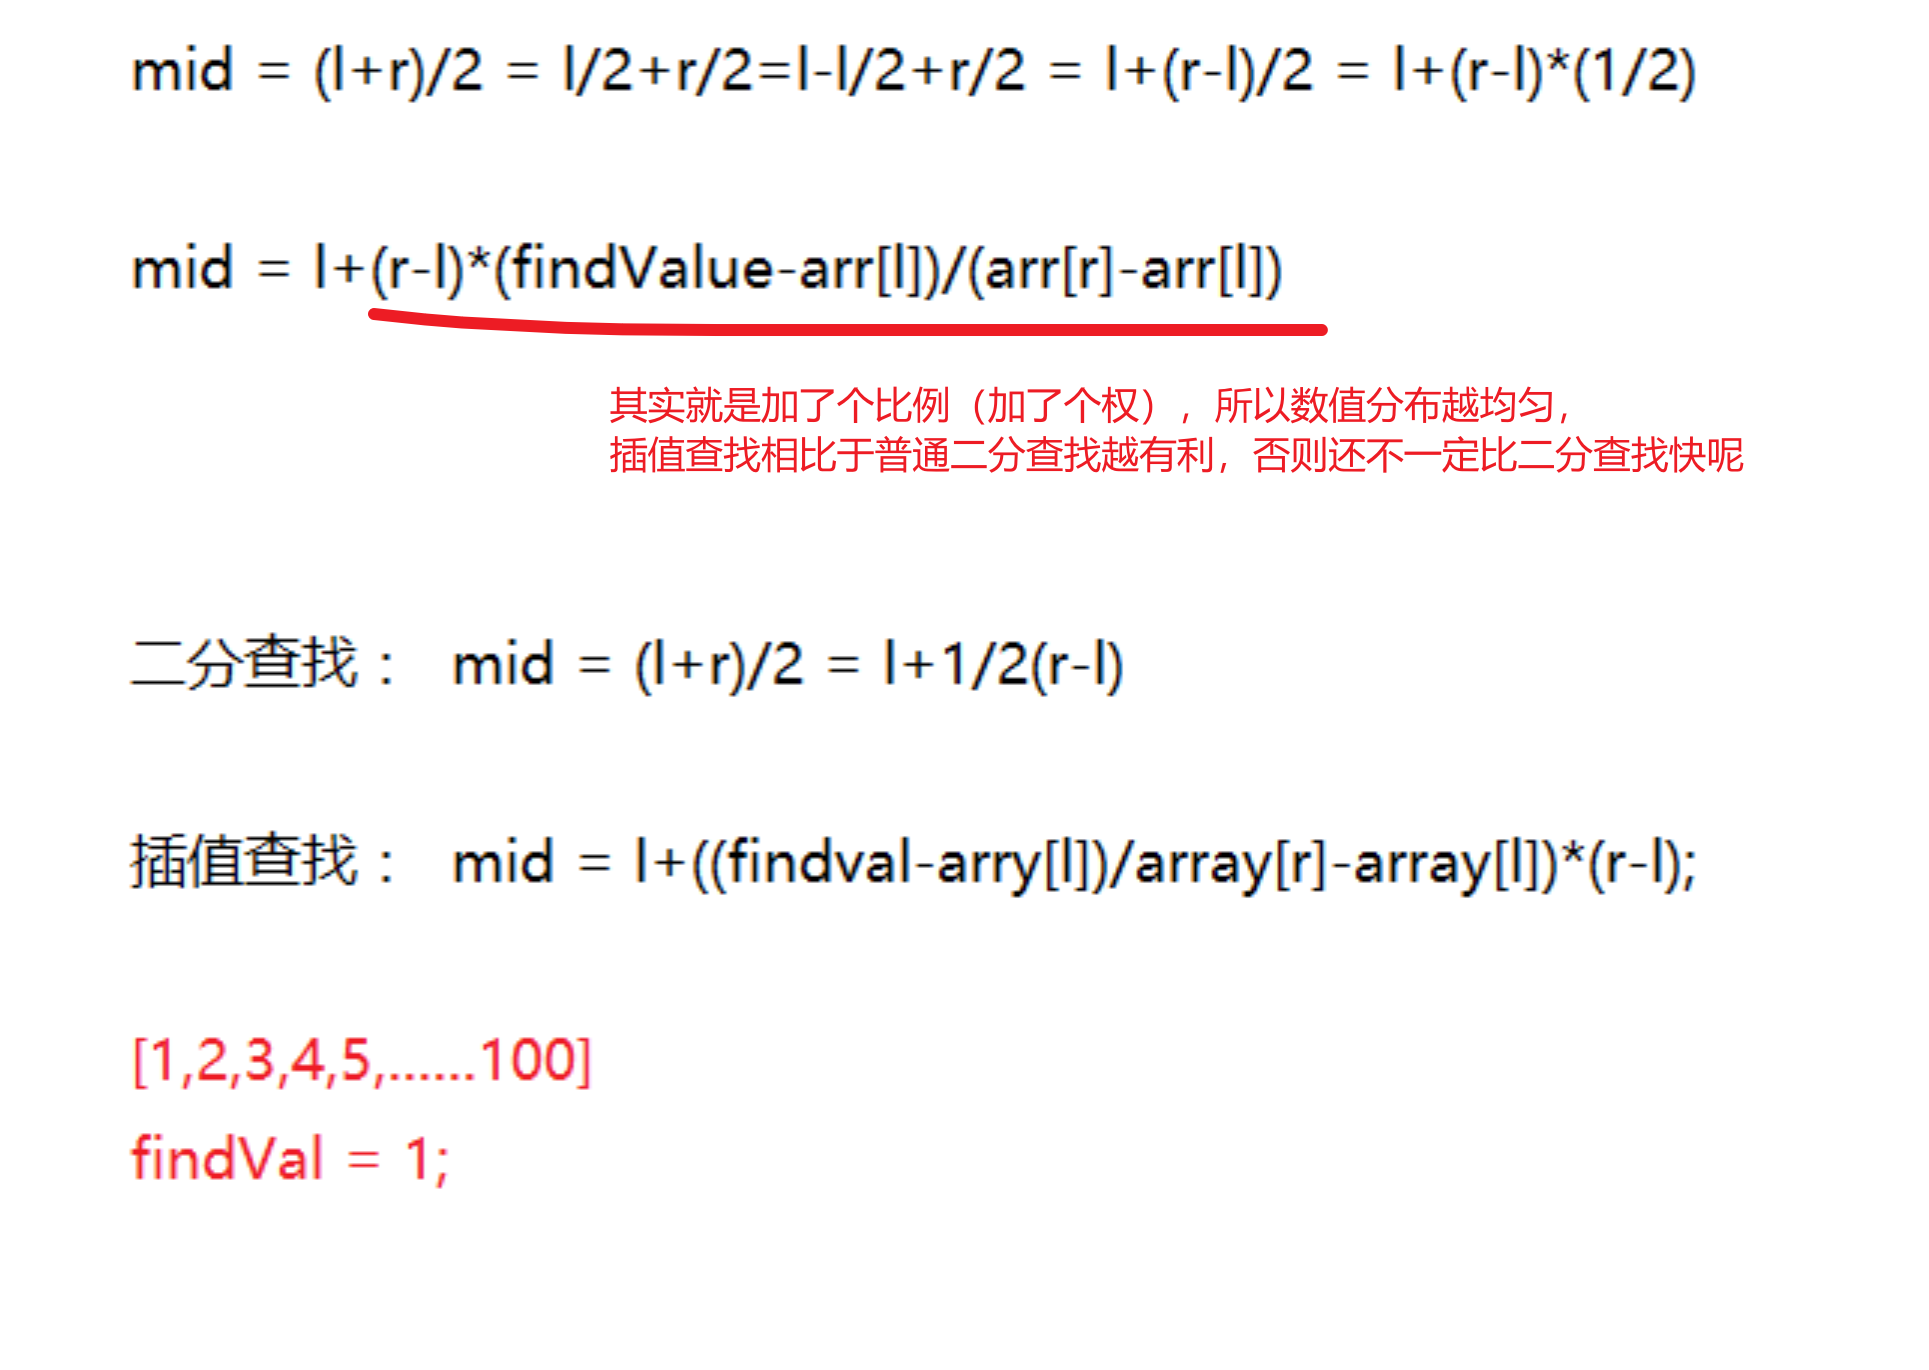 mid = (l+r)/2 = l/2+r/2=l-l/2+r/2 = l+(r-l)/2 = l+(r-l)*(1/2)
mid = l+(r-l)*(findValue-arr[l])/(arr[r]-arr[l])
其实就是加了个比例（加了个权），所以数值分布越均匀，
插值查找相比于普通二分查找越有利，否则还不一定比二分查找快呢
二分查找： mid = (l+r)/2 = l+1/2(r-l)
插值查找： mid = l+((findval-arry[l])/array[r]-array[l])*(r-l);
[1,2,3,4,5,......100]
findVal = 1;